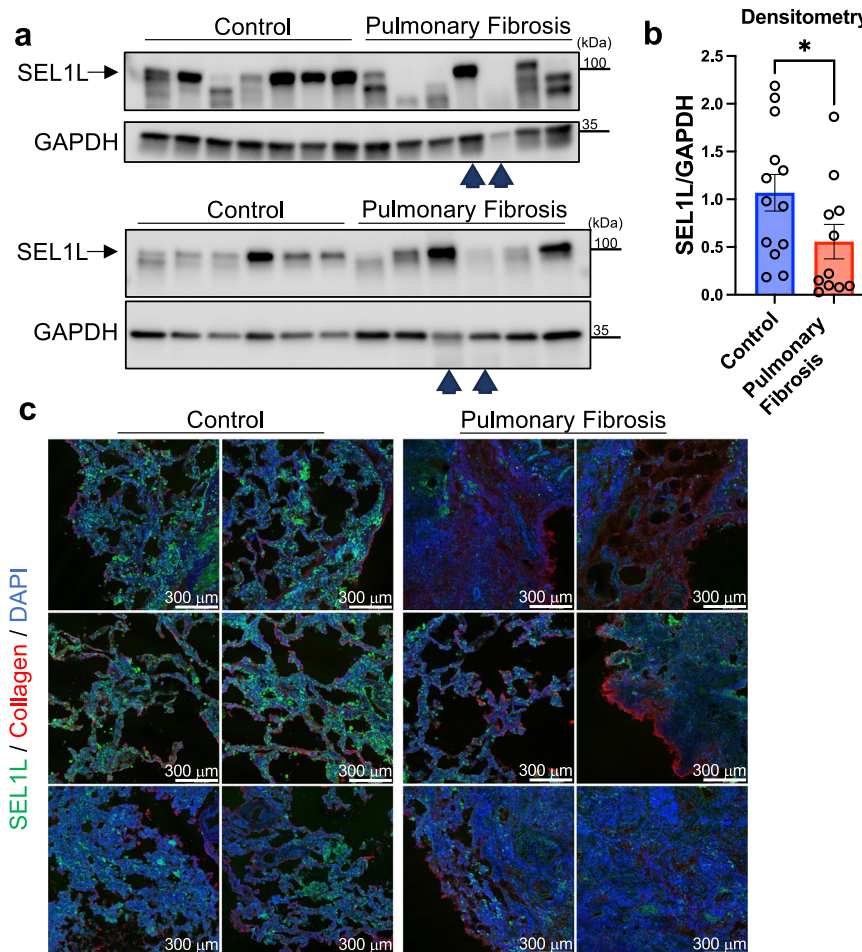 a
Control
Pulmonary Fibrosis
(kDa)
SEL1L
100
GAPDH
35
Control
Pulmonary Fibrosis
(kDa)
SEL1L
100
GAPDH
35
b
Densitometry
*
SEL1L/GAPDH
2.5
2.0
1.5
1.0
0.5
0.0
Control
Pulmonary
Fibrosis
c
Control
Pulmonary Fibrosis
SEL1L / Collagen / DAPI
300 μm
300 μm
300 μm
300 μm
300 μm
300 μm
300 μm
300 μm
300 μm
300 μm
300 μm
300 μm